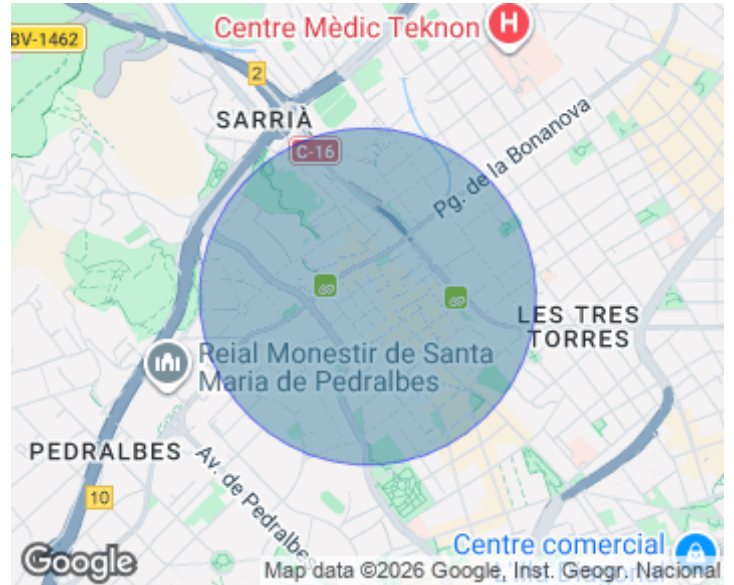 Centre Mèdic Teknon
H
BV-1462
2
SARRIÀ
C-16
Pg. de la Bonanova
LES TRES
TORRES
Reial Monestir de Santa
Maria de Pedralbes
PEDRALBES
Av. de Pedralbes
10
Centre comercial
Google
Map data ©2026 Google, Inst. Geogr. Nacional